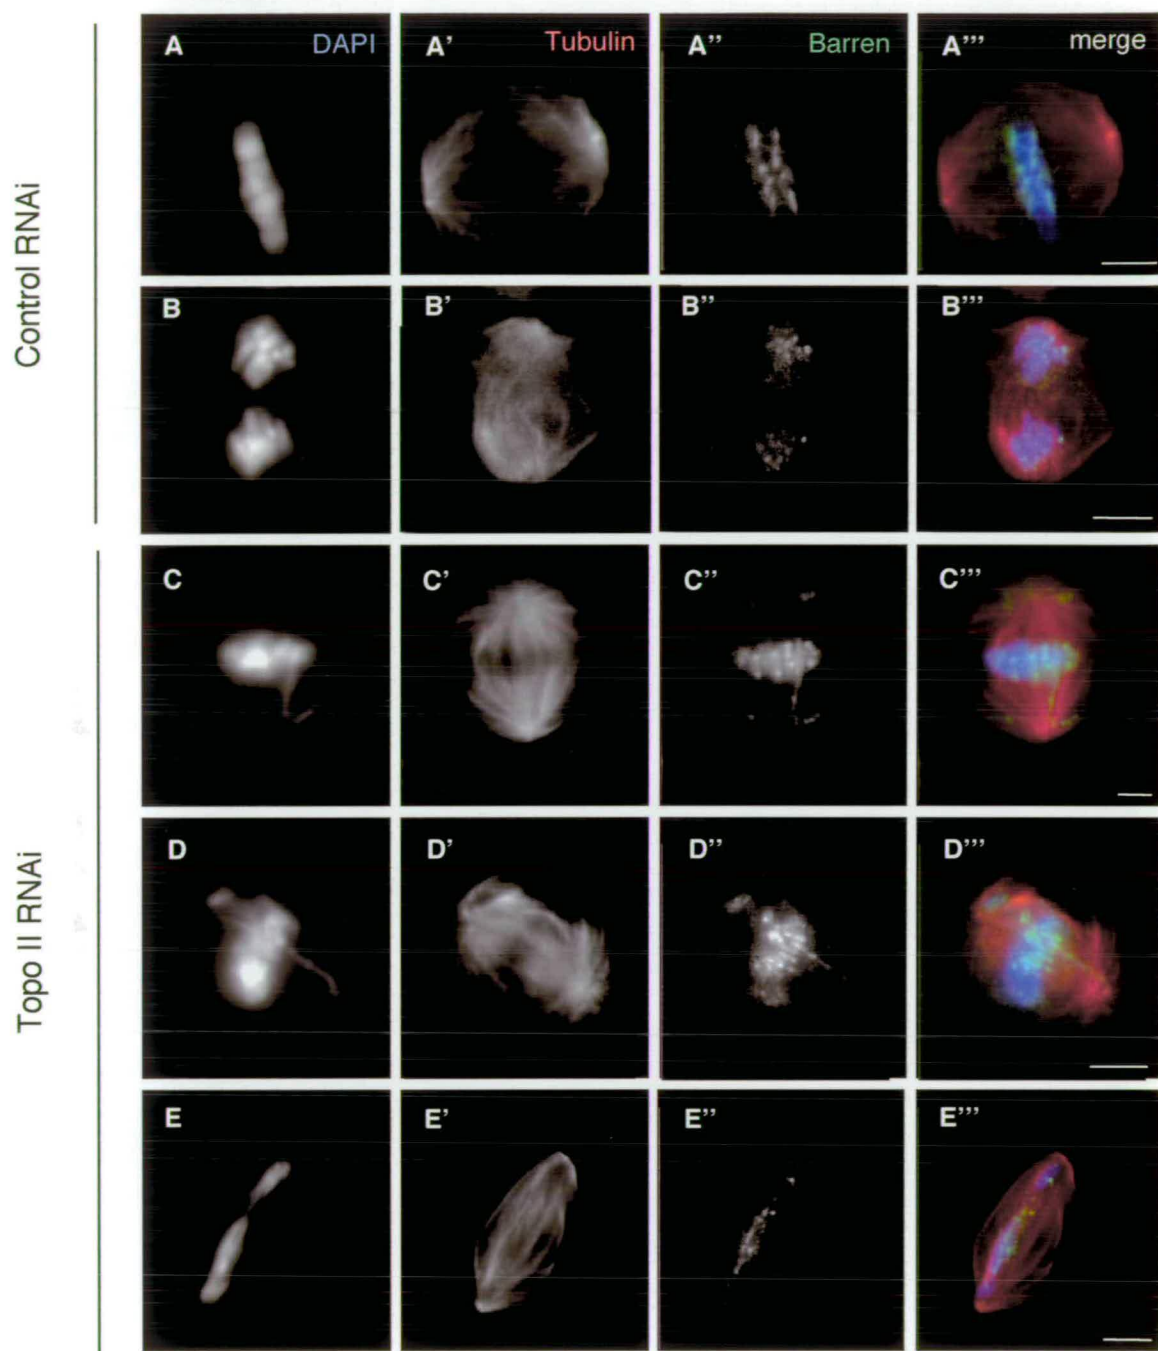 Control RNAi
A DAPI A' Tubulin A'' Barren A''' merge
B B' B'' B'''
C C' C'' C'''
Topo II RNAi
D D' D'' D'''
E E' E'' E'''